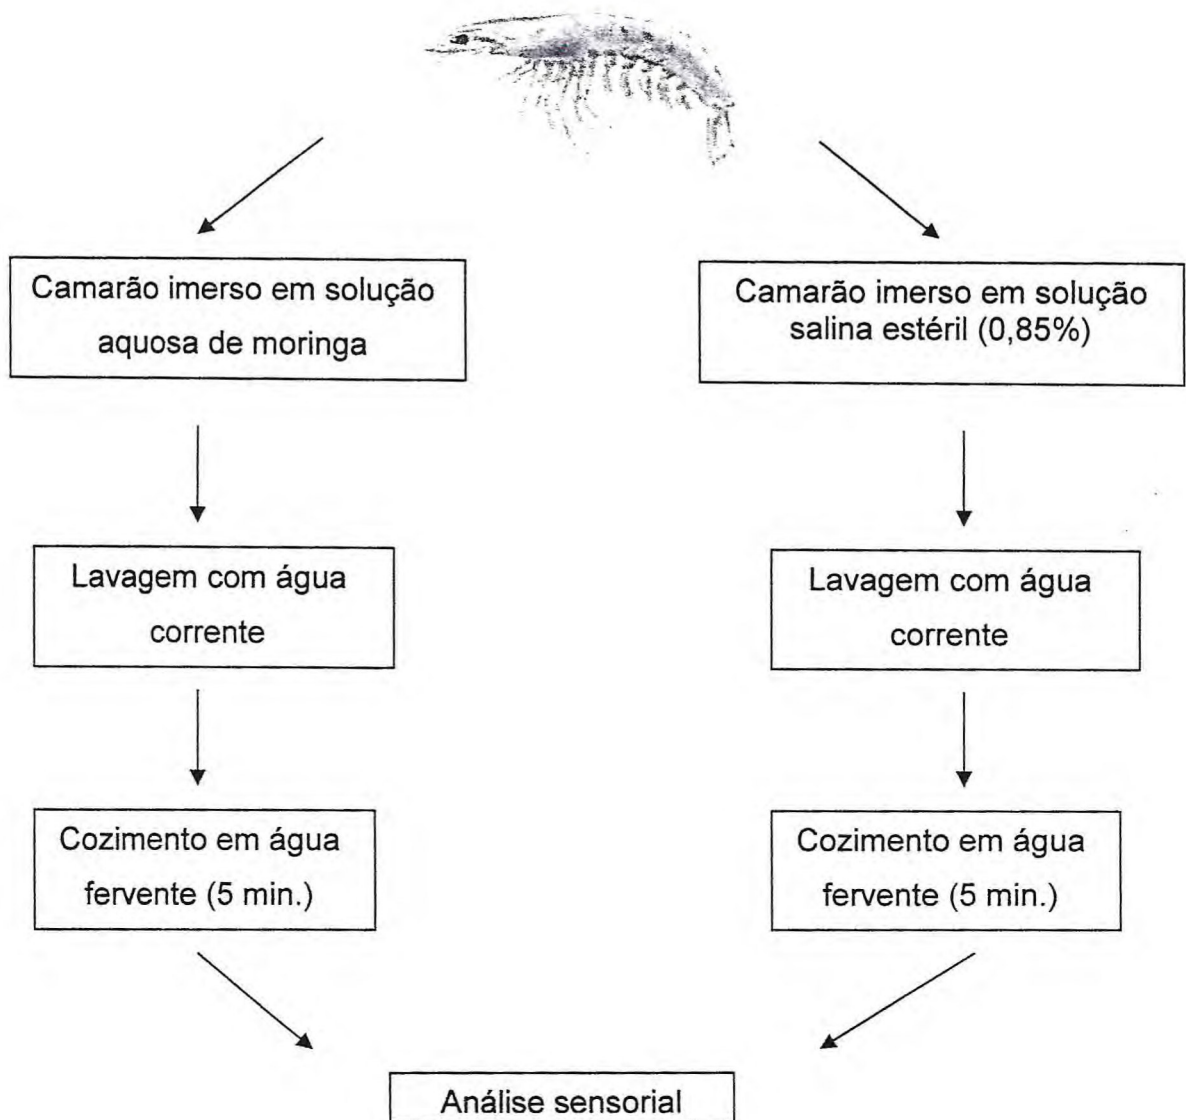 Camarão imerso em solução
aquosa de moringa
Camarão imerso em solução
salina estéril (0,85%)
Lavagem com água
corrente
Lavagem com água
corrente
Cozimento em água
fervente (5 min.)
Cozimento em água
fervente (5 min.)
Análise sensorial